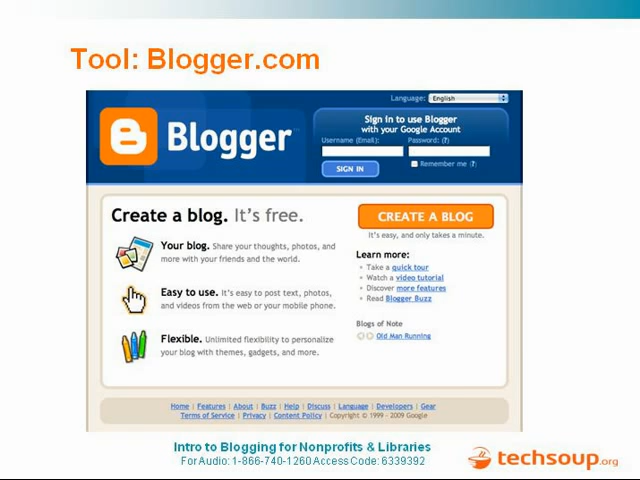 Tool: Blogger.com
Language: English
Blogger™
Sign in to use Blogger
with your Google Account
Username (Email): Password: (?)
SIGN IN
Remember me (?)
Create a blog. It's free.
CREATE A BLOG
It's easy, and only takes a minute.
Your blog. Share your thoughts, photos, and
more with your friends and the world.
Easy to use. It's easy to post text, photos,
and videos from the web or your mobile phone.
Flexible. Unlimited flexibility to personalize
your blog with themes, gadgets, and more.
Learn more:
Take a quick tour
Watch a video tutorial
Discover more features
Read Blogger Buzz
Blogs of Note
Old Man Running
Home | Features | About | Buzz | Help | Discuss | Language | Developers | Gear
Terms of Service | Privacy | Content Policy | Copyright © 1999 - 2009 Google
Intro to Blogging for Nonprofits & Libraries
For Audio: 1-866-740-1260 Access Code: 6339392
techsoup.org